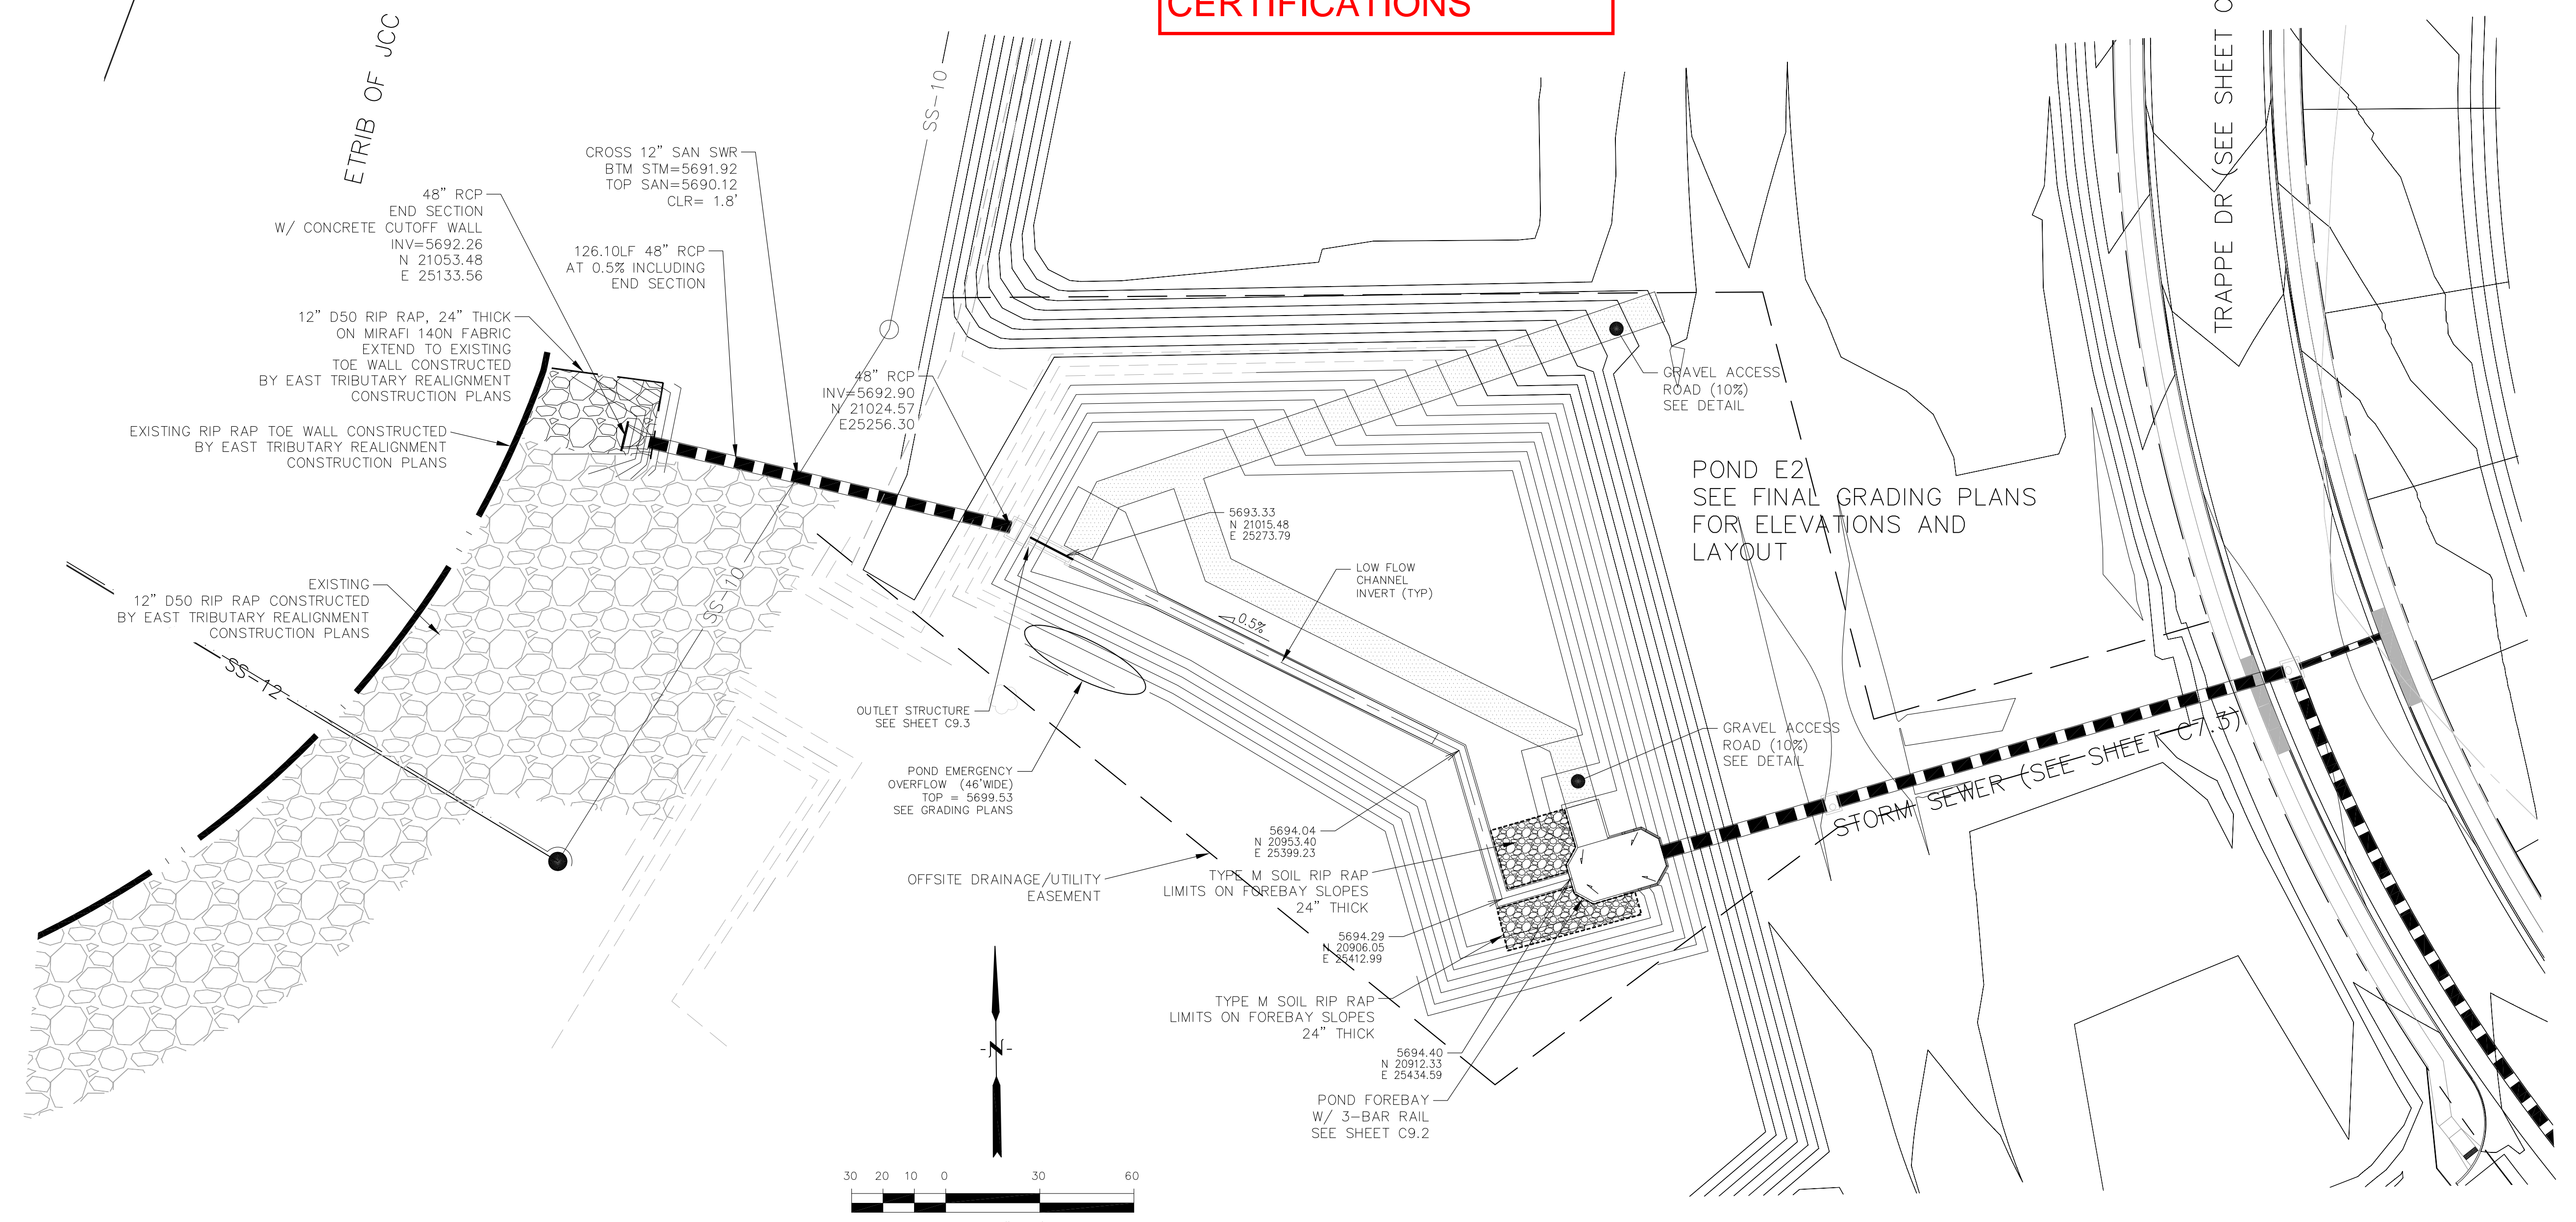 CERTIFICATIONS
ETRIB OF JCC
SS-10
TRAPPE DR (SEE SHEET C
CROSS 12" SAN SWR
BTM STM=5691.92
TOP SAN=5690.12
CLR= 1.8'
48" RCP
END SECTION
W/ CONCRETE CUTOFF WALL
INV=5692.26
N 21053.48
E 25133.56
126.10LF 48" RCP
AT 0.5% INCLUDING
END SECTION
12" D50 RIP RAP, 24" THICK
ON MIRAFI 140N FABRIC
EXTEND TO EXISTING
TOE WALL CONSTRUCTED
BY EAST TRIBUTARY REALIGNMENT
CONSTRUCTION PLANS
48" RCP
INV=5692.90
N 21024.57
E25256.30
GRAVEL ACCESS
ROAD (10%)
SEE DETAIL
EXISTING RIP RAP TOE WALL CONSTRUCTED
BY EAST TRIBUTARY REALIGNMENT
CONSTRUCTION PLANS
POND E2
SEE FINAL GRADING PLANS
FOR ELEVATIONS AND
LAYOUT
5693.33
N 21015.48
E 25273.79
LOW FLOW
CHANNEL
INVERT (TYP)
0.5%
EXISTING
12" D50 RIP RAP CONSTRUCTED
BY EAST TRIBUTARY REALIGNMENT
CONSTRUCTION PLANS
SS-10
SS-12
OUTLET STRUCTURE
SEE SHEET C9.3
GRAVEL ACCESS
ROAD (10%)
SEE DETAIL
STORM SEWER (SEE SHEET C7.3)
POND EMERGENCY
OVERFLOW (46'WIDE)
TOP = 5699.53
SEE GRADING PLANS
5694.04
N 20953.40
E 25399.23
OFFSITE DRAINAGE/UTILITY
EASEMENT
TYPE M SOIL RIP RAP
LIMITS ON FOREBAY SLOPES
24" THICK
5694.29
N 20906.05
E 25412.99
TYPE M SOIL RIP RAP
LIMITS ON FOREBAY SLOPES
24" THICK
5694.40
N 20912.33
E 25434.59
POND FOREBAY
W/ 3-BAR RAIL
SEE SHEET C9.2
-N-
30 20 10 0 30 60